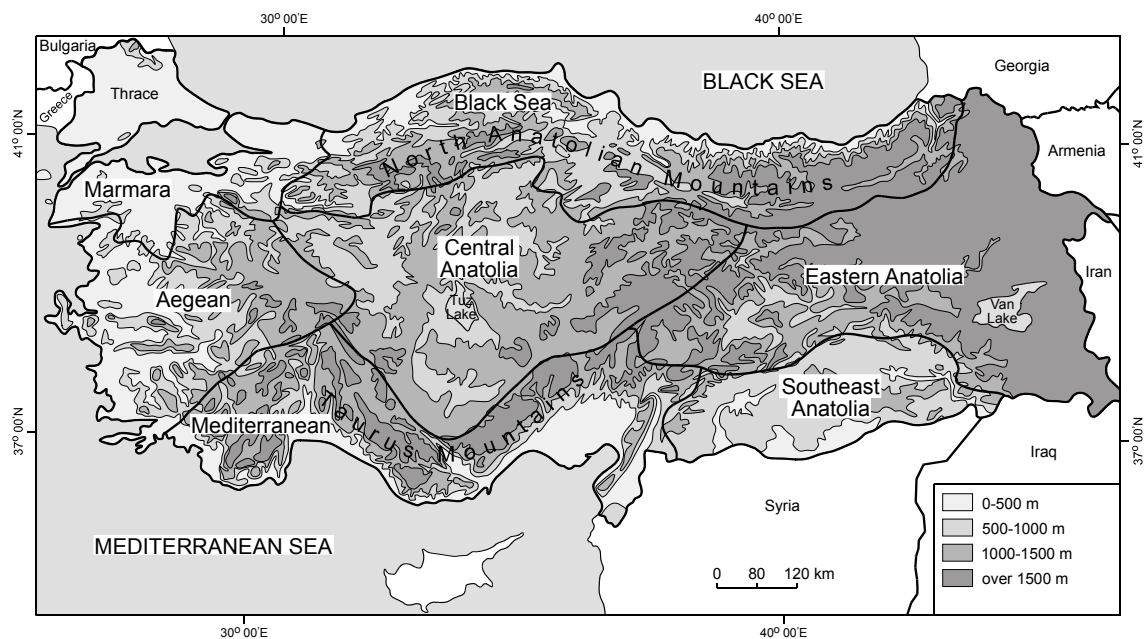 30° 00'E
40° 00'E
Bulgaria
Georgia
BLACK SEA
Thrace
Greece
Black Sea
41° 00'N
41° 00'N
North Anatolian Mountains
Armenia
Marmara
Central
Anatolia
Eastern Anatolia
Iran
Aegean
Tuz
Lake
Van
Lake
Southeast
Anatolia
Mediterranean
Taurus Mountains
37° 00'N
37° 00'N
Iraq
Syria
0-500 m
500-1000 m
1000-1500 m
over 1500 m
MEDITERRANEAN SEA
0 80 120 km
30° 00'E
40° 00'E